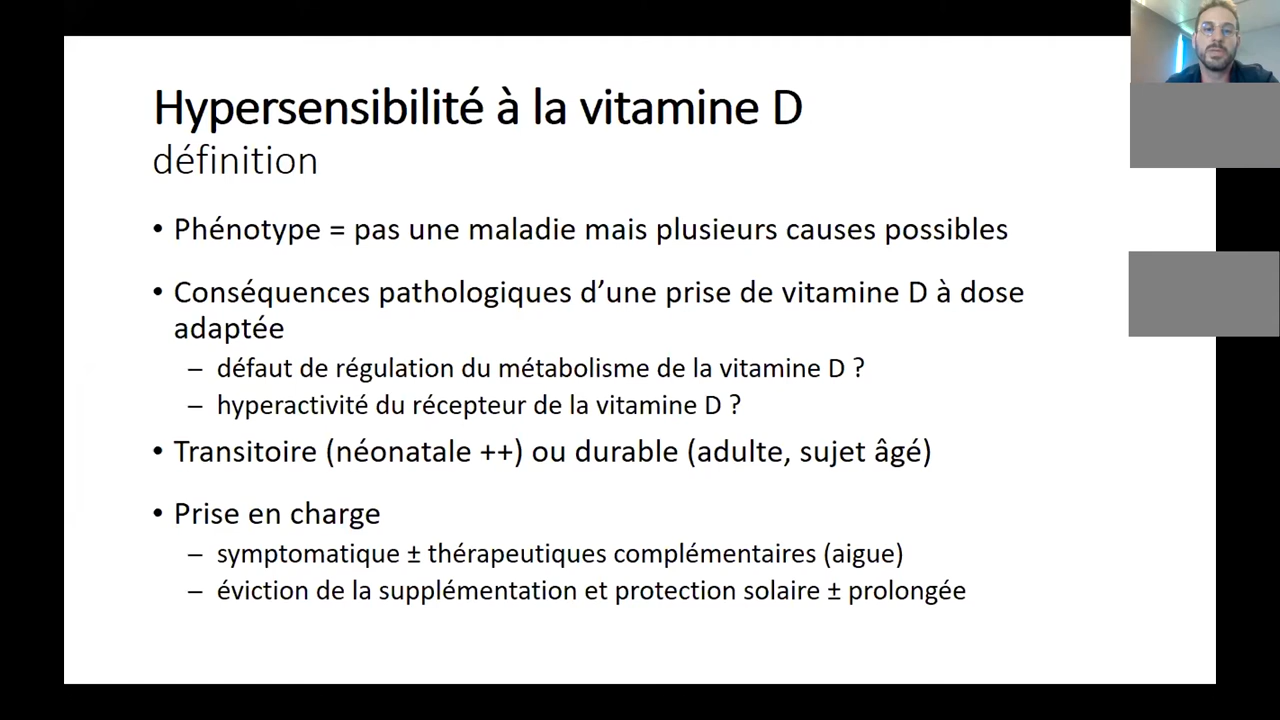 Hypersensibilité à la vitamine D
définition
• Phénotype = pas une maladie mais plusieurs causes possibles
• Conséquences pathologiques d’une prise de vitamine D à dose
adaptée
– défaut de régulation du métabolisme de la vitamine D ?
– hyperactivité du récepteur de la vitamine D ?
• Transitoire (néonatale ++) ou durable (adulte, sujet âgé)
• Prise en charge
– symptomatique ± thérapeutiques complémentaires (aigue)
– éviction de la supplémentation et protection solaire ± prolongée